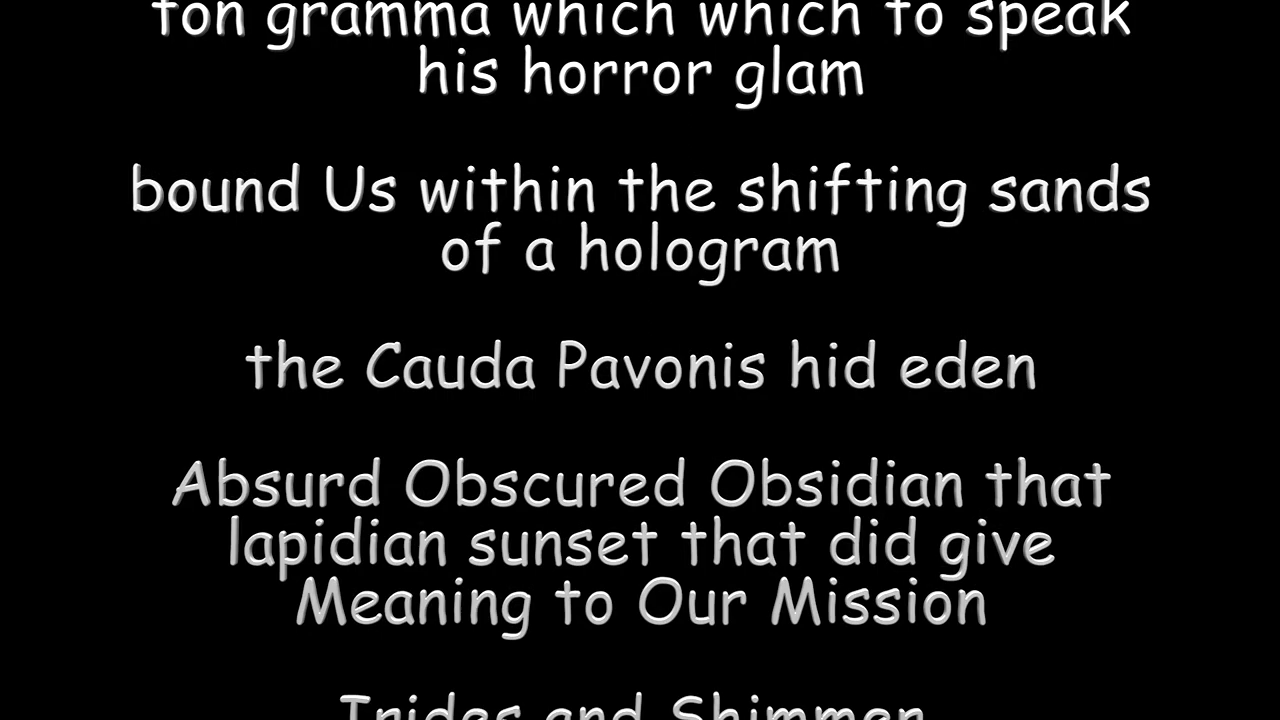 ton gramma which which to speak
his horror glam
bound Us within the shifting sands
of a hologram
the Cauda Pavonis hid eden
Absurd Obscured Obsidian that
lapidian sunset that did give
Meaning to Our Mission
Irides and Shimmer